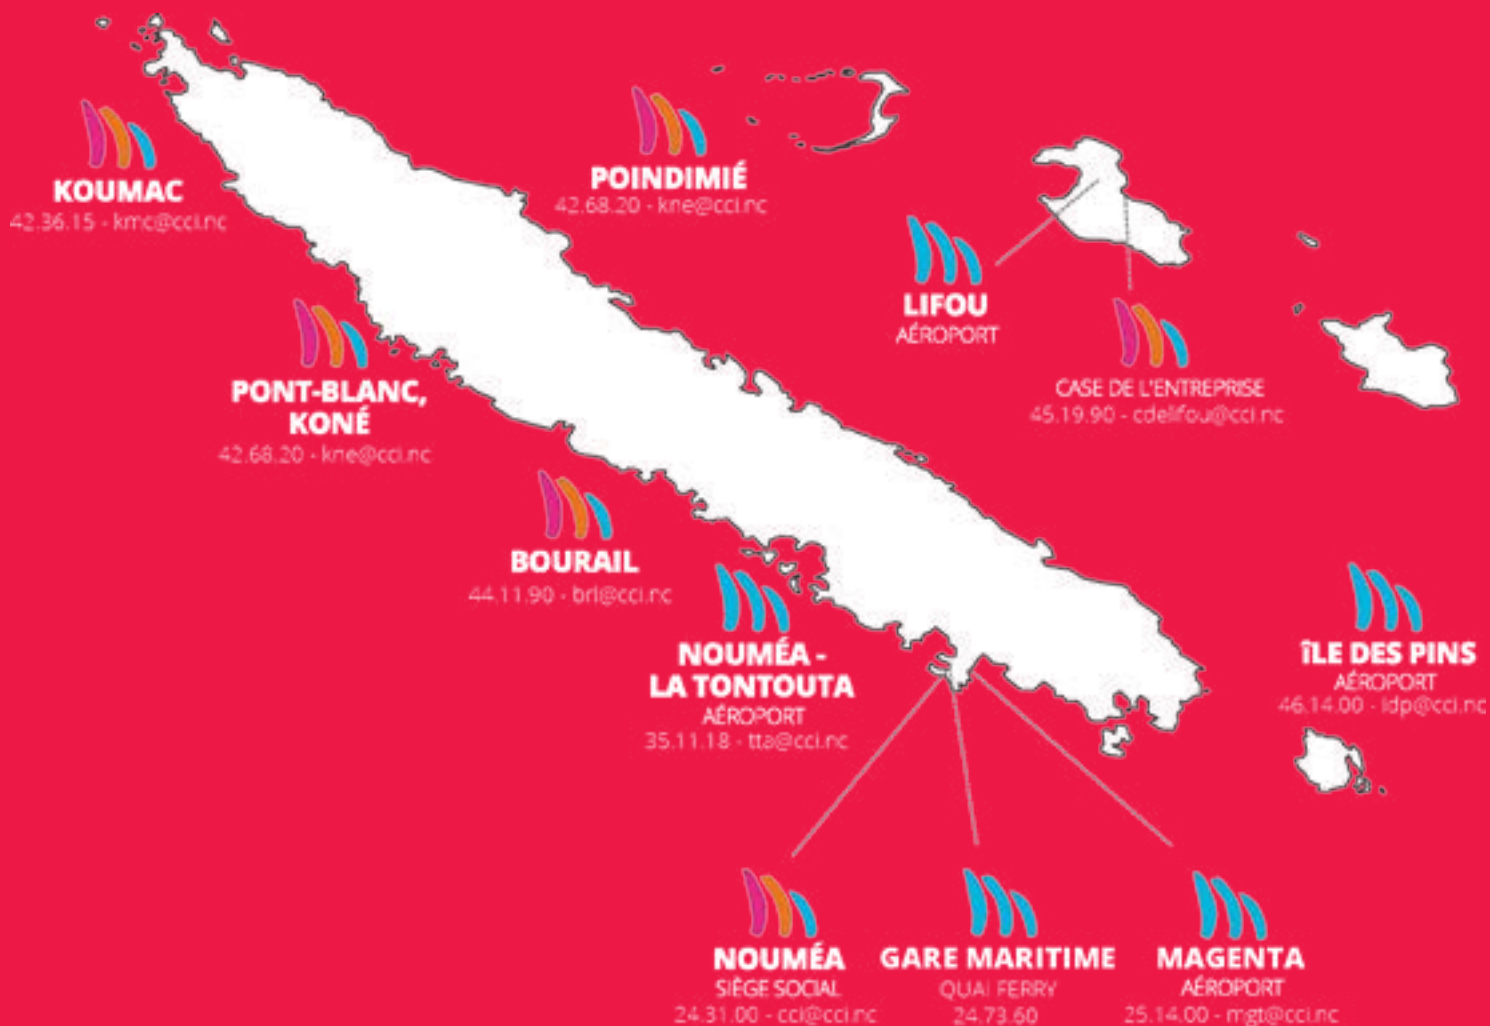 KOUMAC
42.36.15 - kmc@cci.nc
POINDIMIÉ
42.68.20 - kne@cci.nc
LIFOU
AÉROPORT
CASE DE L'ENTREPRISE
45.19.90 - cdelifou@cci.nc
PONT-BLANC,
KONÉ
42.68.20 - kne@cci.nc
BOURAIL
44.11.90 - brl@cci.nc
NOUMÉA -
LA TONTOUTA
AÉROPORT
35.11.18 - tta@cci.nc
ÎLE DES PINS
AÉROPORT
46.14.00 - idp@cci.nc
NOUMÉA
SIÈGE SOCIAL
24.31.00 - cci@cci.nc
GARE MARITIME
QUAI FERRY
24.73.60
MAGENTA
AÉROPORT
25.14.00 - mgt@cci.nc